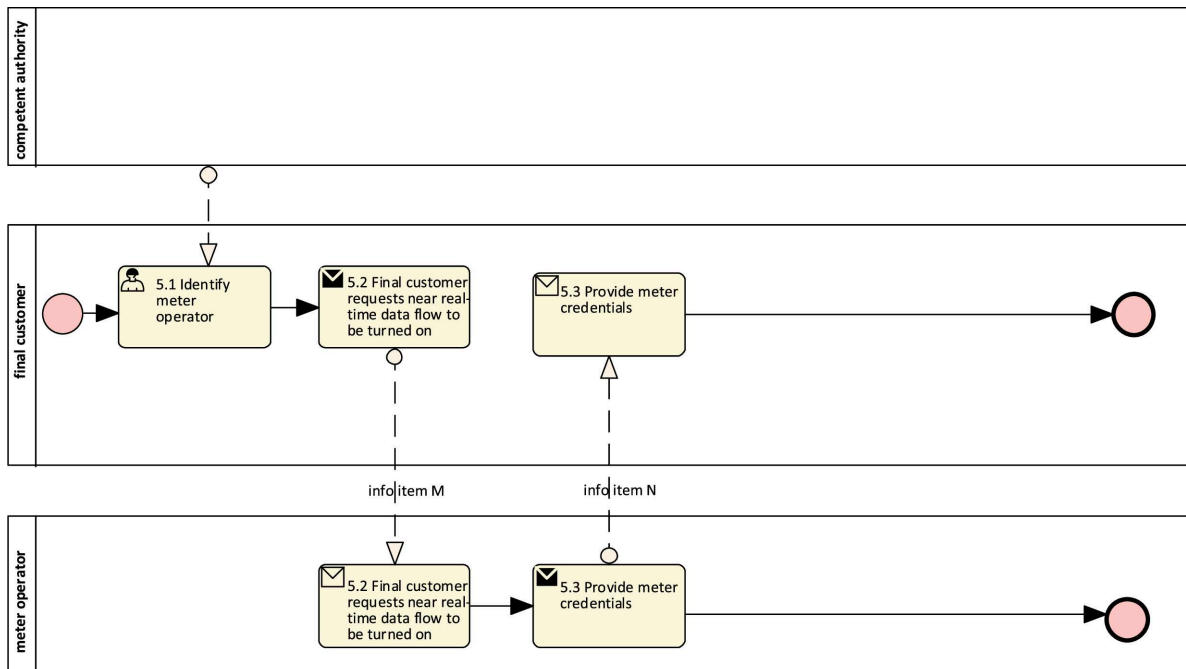 competent authority
final customer
5.1 Identify
meter
operator
5.2 Final customer
requests near real-
time data flow to
be turned on
5.3 Provide meter
credentials
info item M
info item N
meter operator
5.2 Final customer
requests near real-
time data flow to
be turned on
5.3 Provide meter
credentials